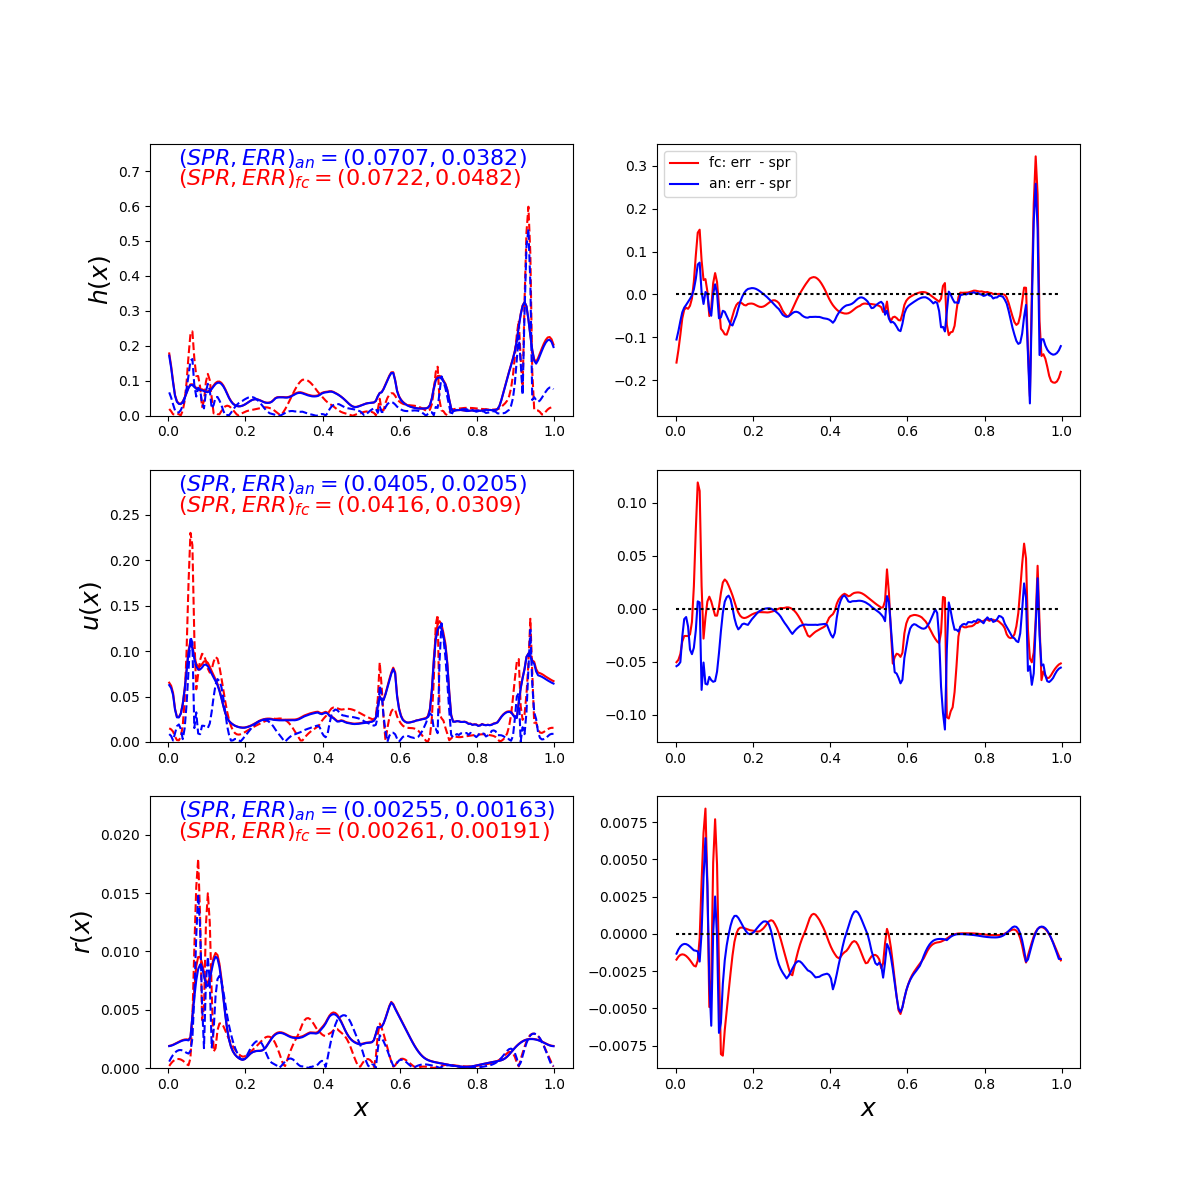 (SPR, ERR)an = (0.0707, 0.0382)
(SPR, ERR)fc = (0.0722, 0.0482)
h(x)
0.7
0.6
0.5
0.4
0.3
0.2
0.1
0.0
0.0 0.2 0.4 0.6 0.8 1.0
fc: err - spr
an: err - spr
0.3
0.2
0.1
0.0
−0.1
−0.2
0.0 0.2 0.4 0.6 0.8 1.0
(SPR, ERR)an = (0.0405, 0.0205)
(SPR, ERR)fc = (0.0416, 0.0309)
u(x)
0.25
0.20
0.15
0.10
0.05
0.00
0.0 0.2 0.4 0.6 0.8 1.0
0.10
0.05
0.00
−0.05
−0.10
0.0 0.2 0.4 0.6 0.8 1.0
(SPR, ERR)an = (0.00255, 0.00163)
(SPR, ERR)fc = (0.00261, 0.00191)
r(x)
0.020
0.015
0.010
0.005
0.000
0.0 0.2 0.4 0.6 0.8 1.0
x
0.0075
0.0050
0.0025
0.0000
−0.0025
−0.0050
−0.0075
0.0 0.2 0.4 0.6 0.8 1.0
x